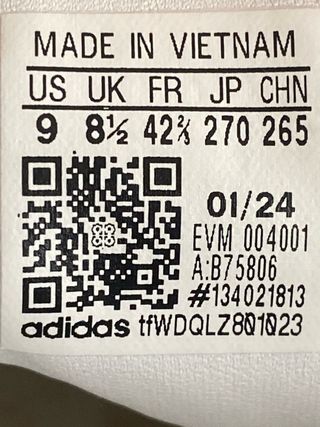 MADE IN VIETNAM
US UK FR JP CHN
9 8½ 42⅔ 270 265
01/24
EVM 004001
A:B75806
#134021813
adidas tfWDQLZ801023